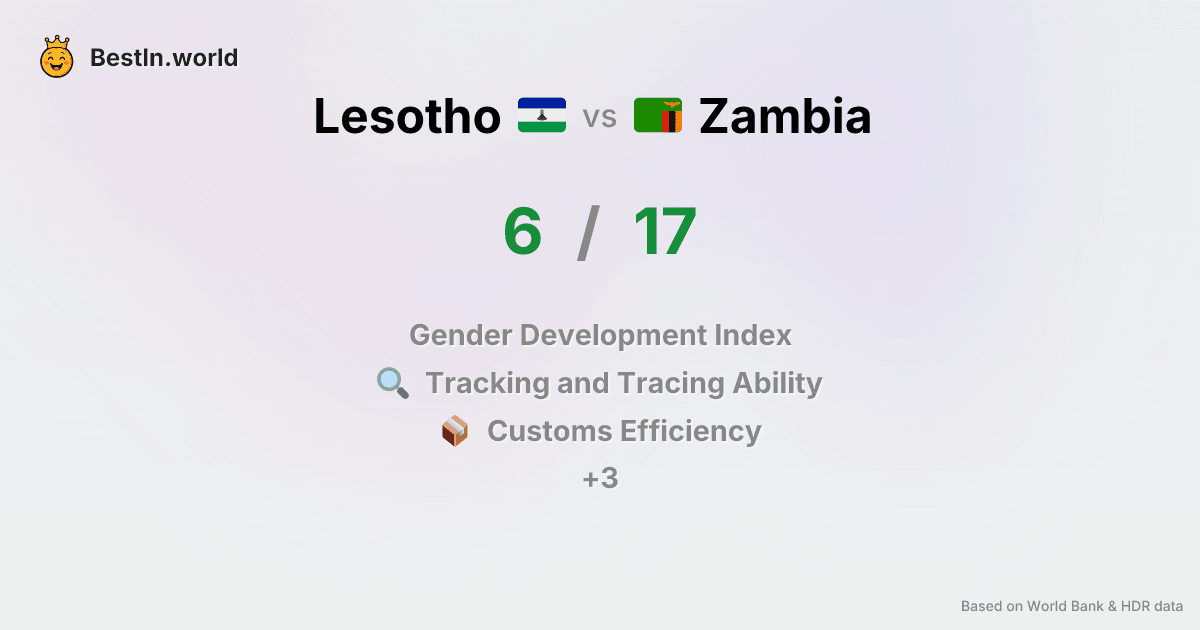 BestIn.world
Lesotho vs Zambia
6 / 17
Gender Development Index
Tracking and Tracing Ability
Customs Efficiency
+3
Based on World Bank & HDR data